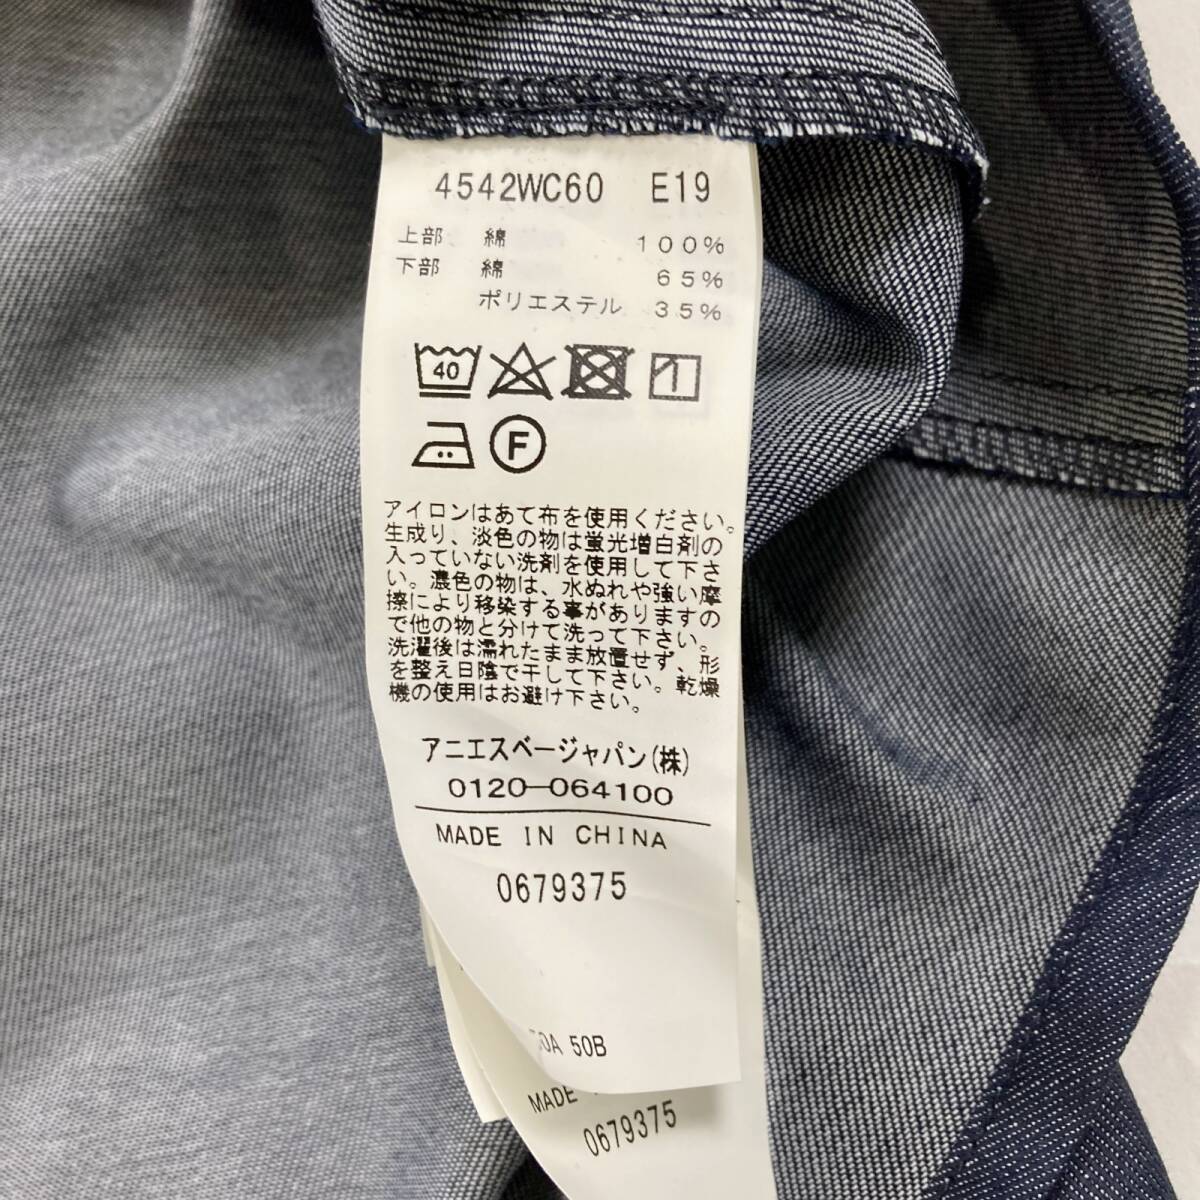 4542WC60 E19
上部 綿 100%
下部 綿 65%
ポリエステル 35%
40
F
アイロンはあて布を使用ください。
生成り、淡色の物は蛍光増白剤の
入っていない洗剤を使用して下さ
い。濃色の物は、水ぬれや強い摩
擦により移染する事がありますの
で他の物と分けて洗って下さい。
洗濯後は濡れたまま放置せず、形
を整え日陰で干して下さい。乾燥
機の使用はお避け下さい。
アニエスベージャパン(株)
0120-064100
MADE IN CHINA
0679375
50B
MADE
0679375